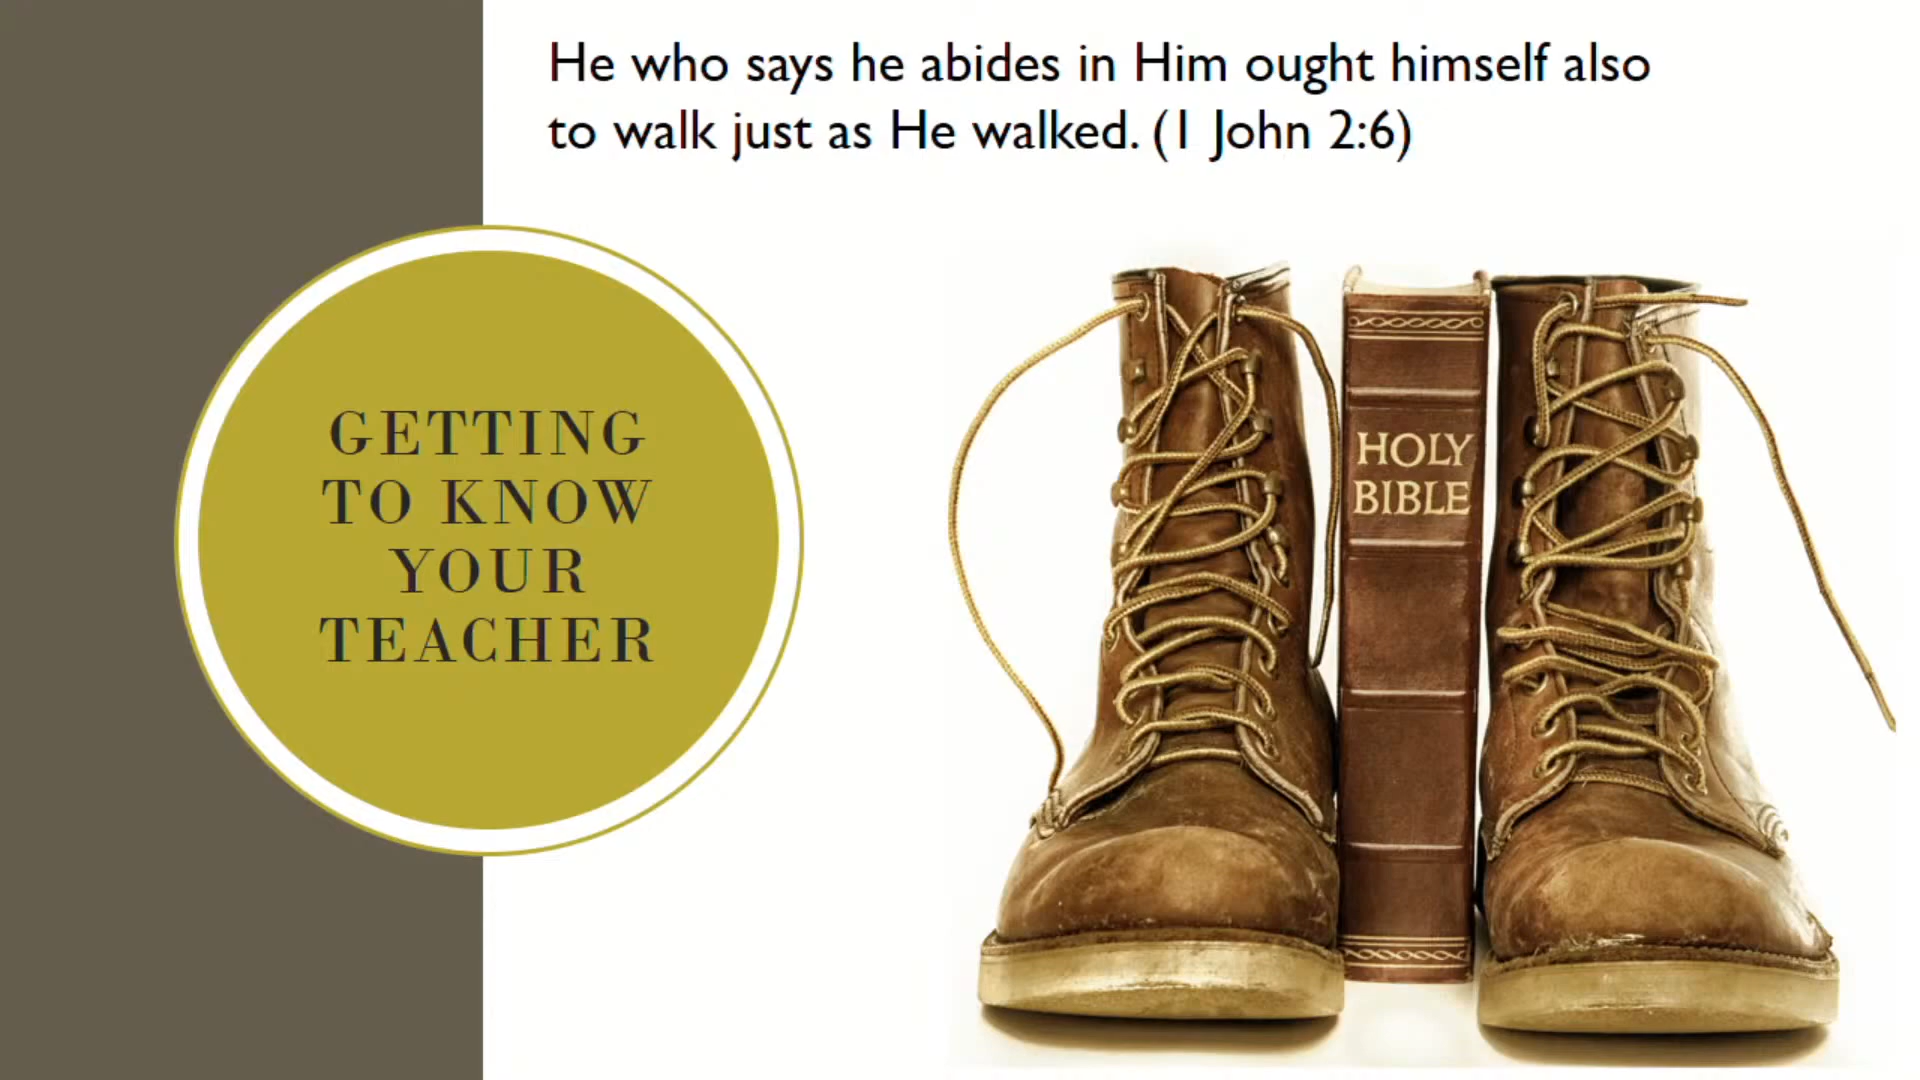 He who says he abides in Him ought himself also
to walk just as He walked. (1 John 2:6)
GETTING
TO KNOW
YOUR
TEACHER
HOLY
BIBLE